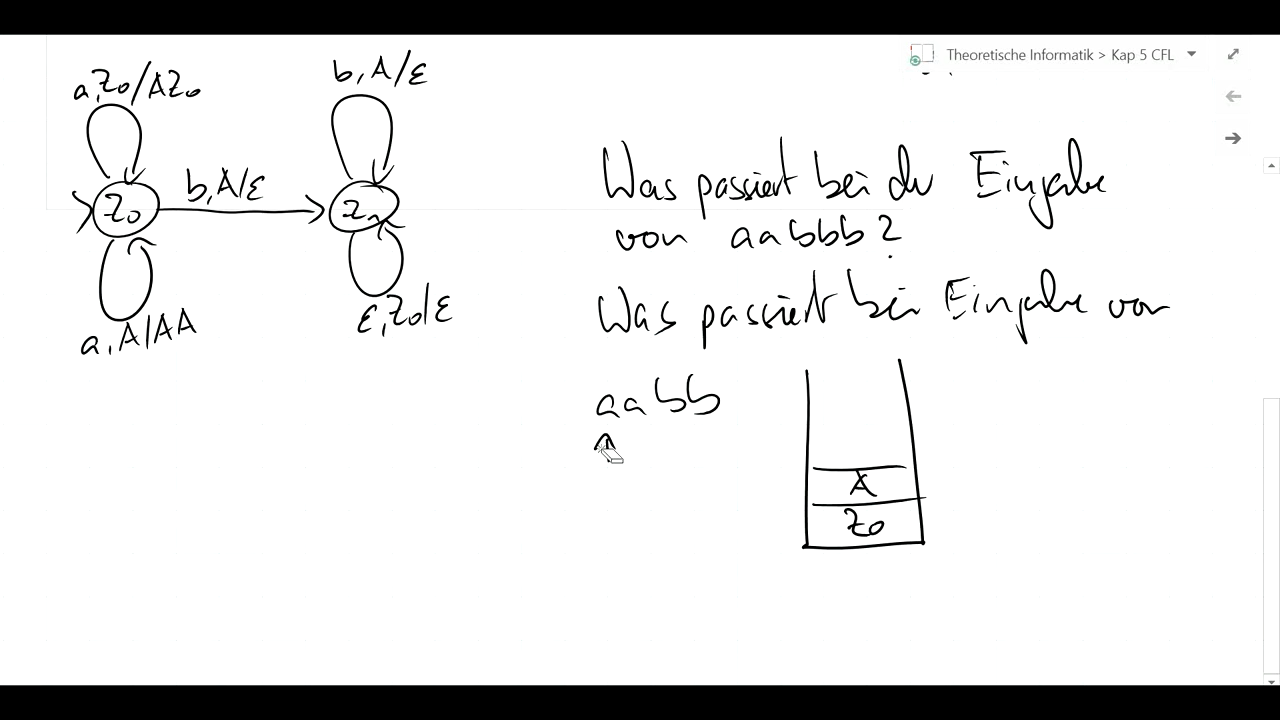 Theoretische Informatik > Kap 5 CFL
a, Z₀/AZ₀
b, A/ε
b, A/ε
Z₀
Z₁
a, A/AA
ε, Z₀/ε
Was passiert bei der Eingabe
von aabbb?
Was passiert bei Eingabe von
aabb
A
Z₀